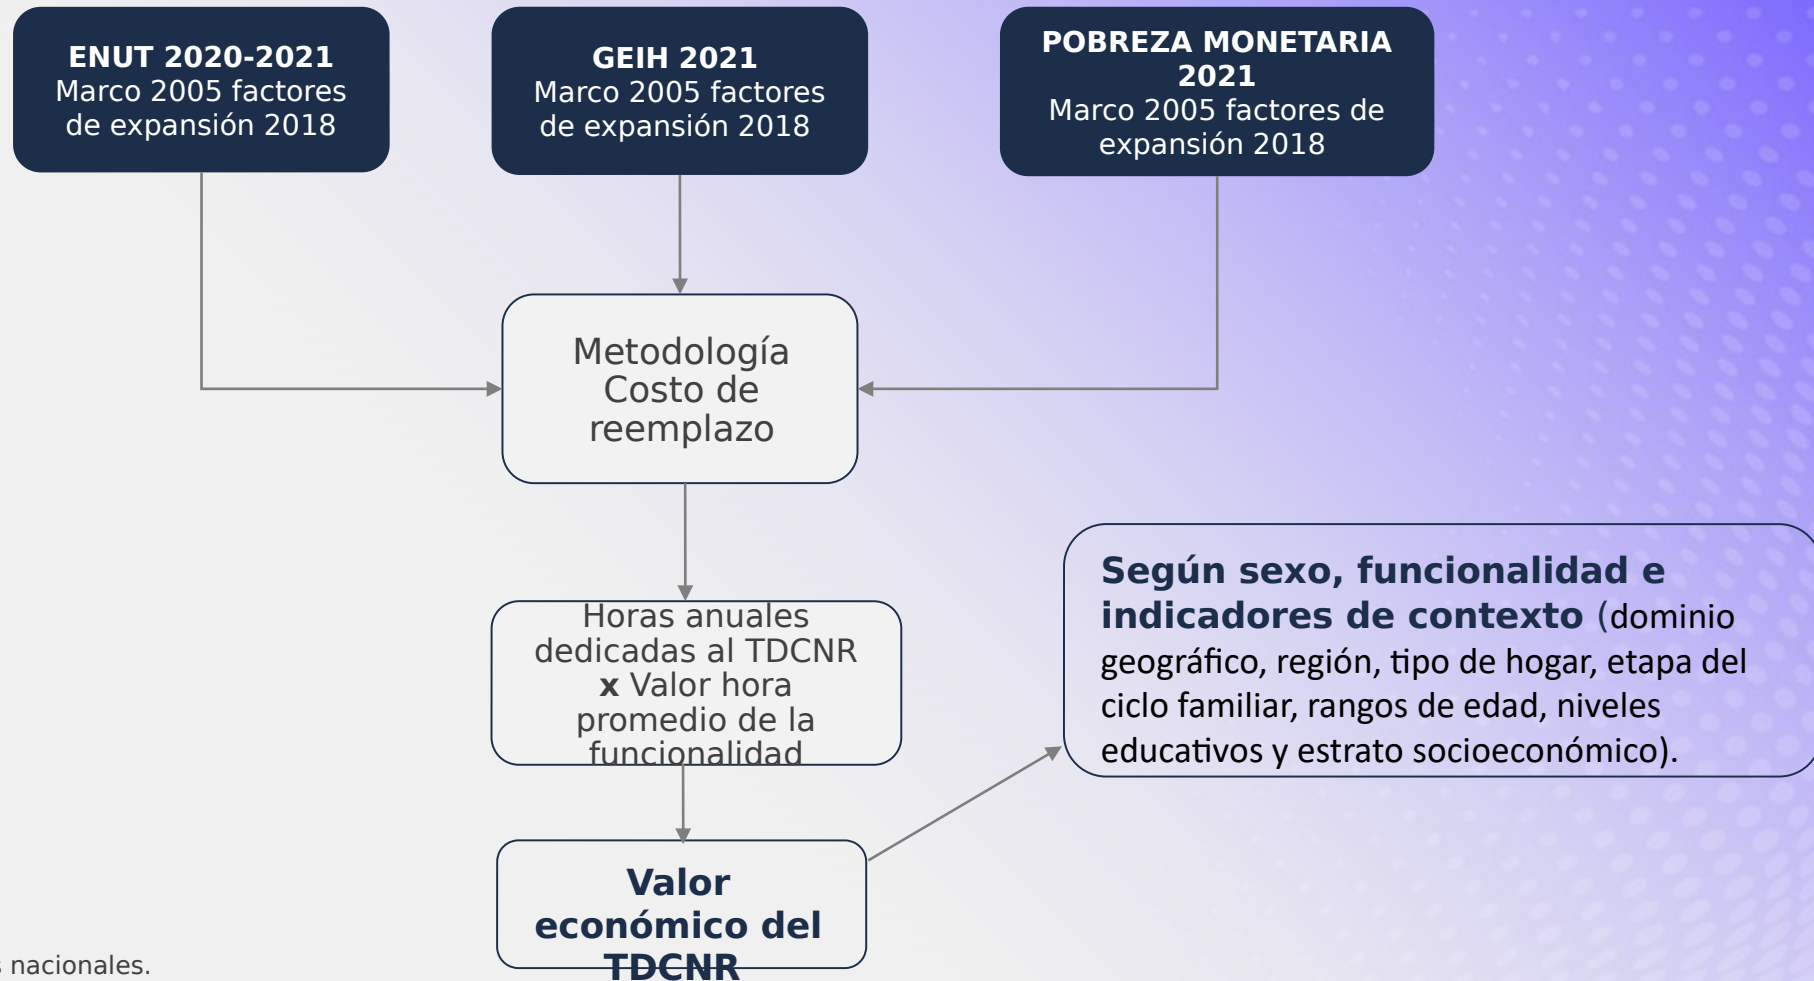 ENUT 2020-2021
Marco 2005 factores
de expansión 2018
GEIH 2021
Marco 2005 factores
de expansión 2018
POBREZA MONETARIA
2021
Marco 2005 factores de
expansión 2018
Metodología
Costo de
reemplazo
Horas anuales
dedicadas al TDCNR
x Valor hora
promedio de la
funcionalidad
Según sexo, funcionalidad e
indicadores de contexto (dominio
geográfico, región, tipo de hogar, etapa del
ciclo familiar, rangos de edad, niveles
educativos y estrato socioeconómico).
Valor
económico del
TDCNR
s nacionales.